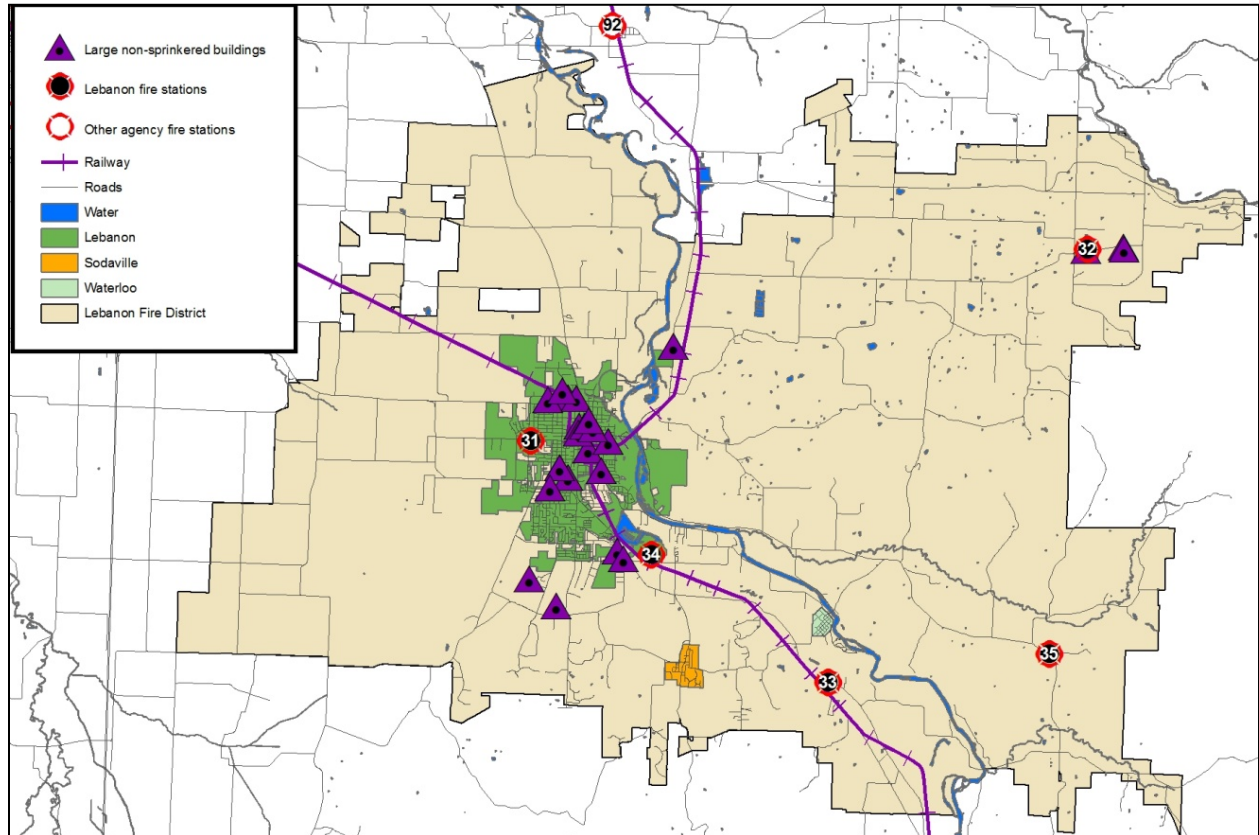 Large non-sprinkered buildings
Lebanon fire stations
Other agency fire stations
Railway
Roads
Water
Lebanon
Sodaville
Waterloo
Lebanon Fire District
92
32
31
34
35
33